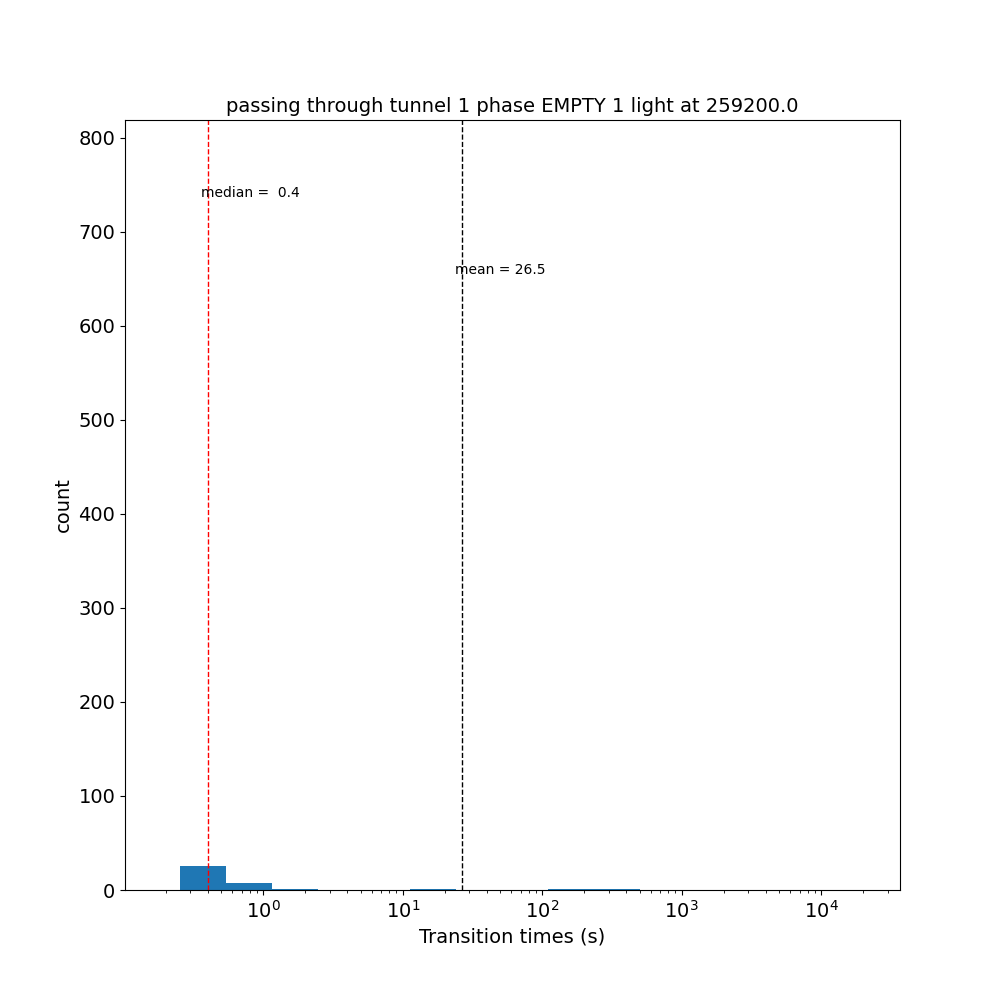 passing through tunnel 1 phase EMPTY 1 light at 259200.0
800
median =  0.4
700
mean = 26.5
600
500
400
count
300
200
100
0
10⁰ 10¹ 10² 10³ 10⁴
Transition times (s)